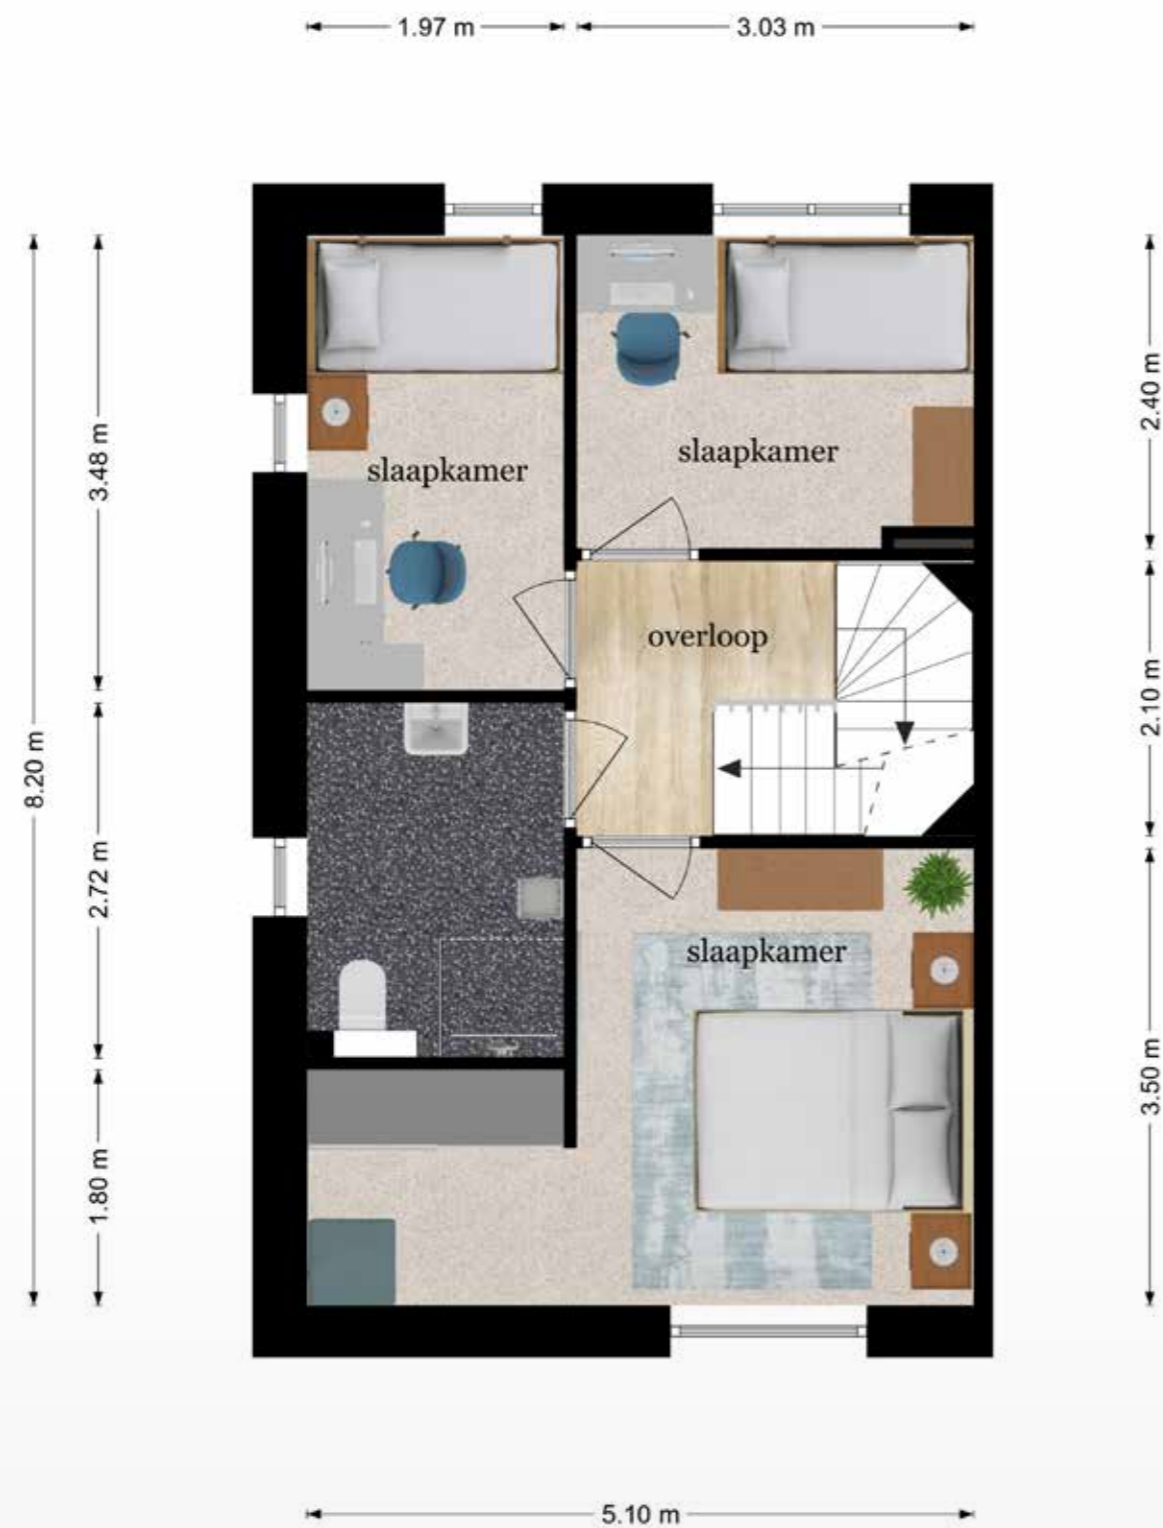 1.97 m
3.03 m
3.48 m
2.40 m
slaapkamer
slaapkamer
overloop
2.10 m
8.20 m
2.72 m
slaapkamer
3.50 m
1.80 m
5.10 m